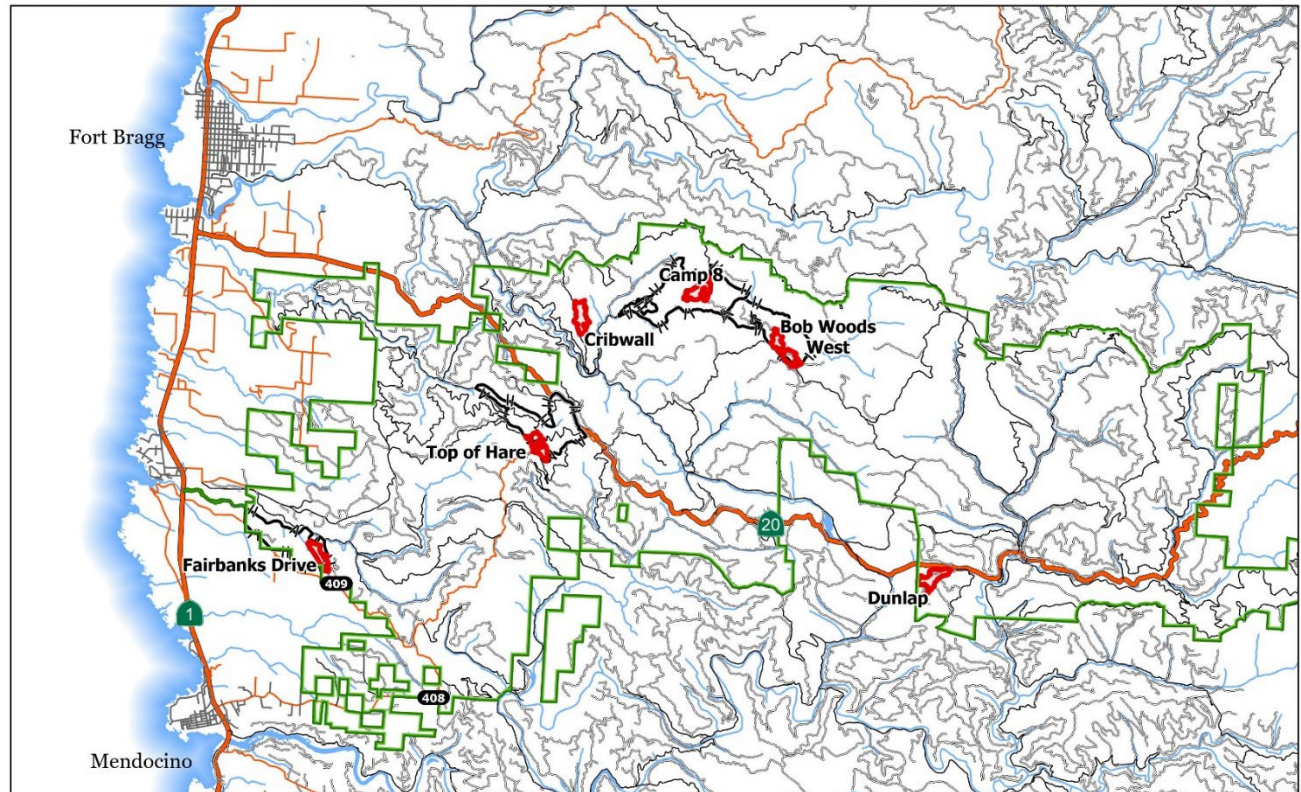 Fort Bragg
Camp 8
Cribwall
Bob Woods
West
Top of Hare
20
Fairbanks Drive
409
Dunlap
1
408
Mendocino